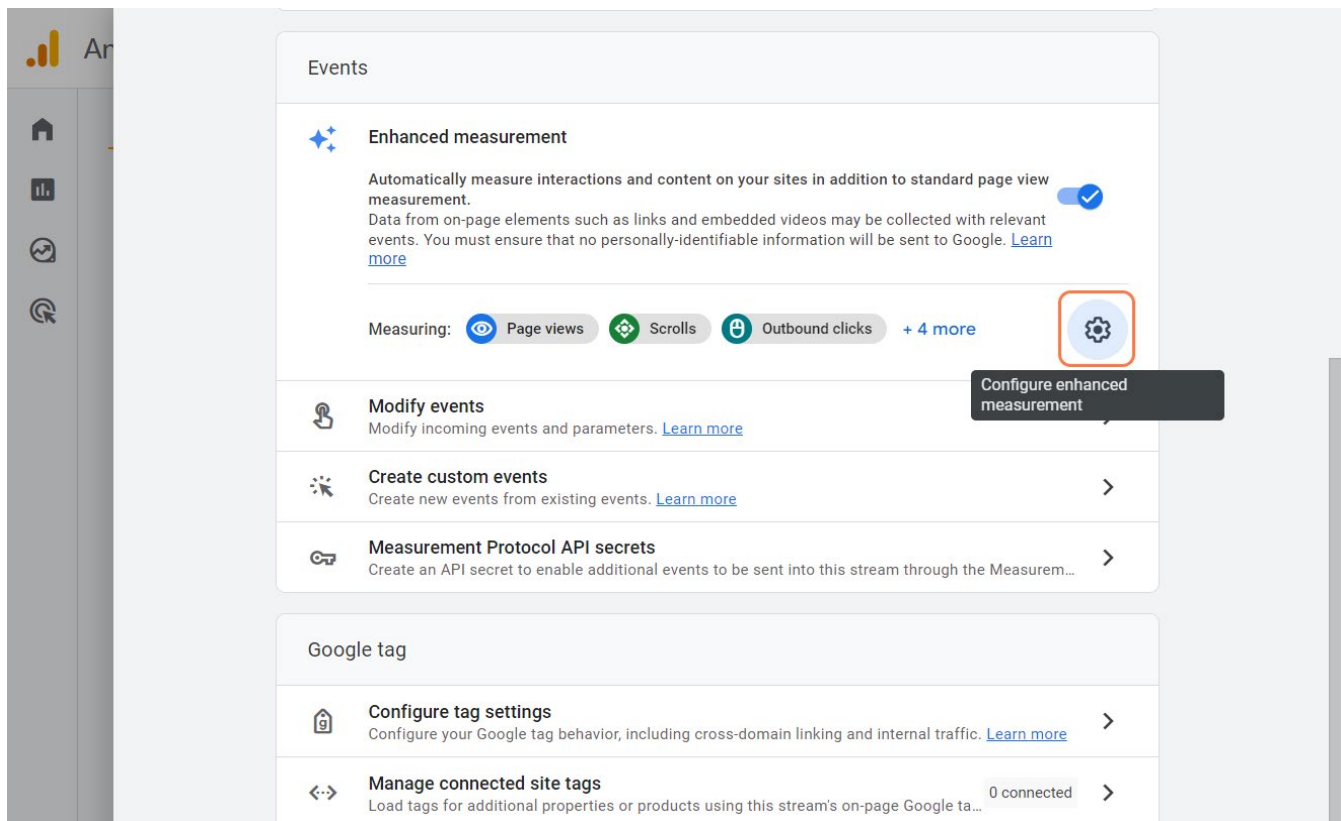 An
Events
Enhanced measurement
Automatically measure interactions and content on your sites in addition to standard page view
measurement.
Data from on-page elements such as links and embedded videos may be collected with relevant
events. You must ensure that no personally-identifiable information will be sent to Google. Learn
more
Measuring: Page views Scrolls Outbound clicks + 4 more
Configure enhanced
measurement
Modify events
Modify incoming events and parameters. Learn more
Create custom events
Create new events from existing events. Learn more
Measurement Protocol API secrets
Create an API secret to enable additional events to be sent into this stream through the Measurem…
Google tag
Configure tag settings
Configure your Google tag behavior, including cross-domain linking and internal traffic. Learn more
Manage connected site tags
Load tags for additional properties or products using this stream's on-page Google ta… 0 connected